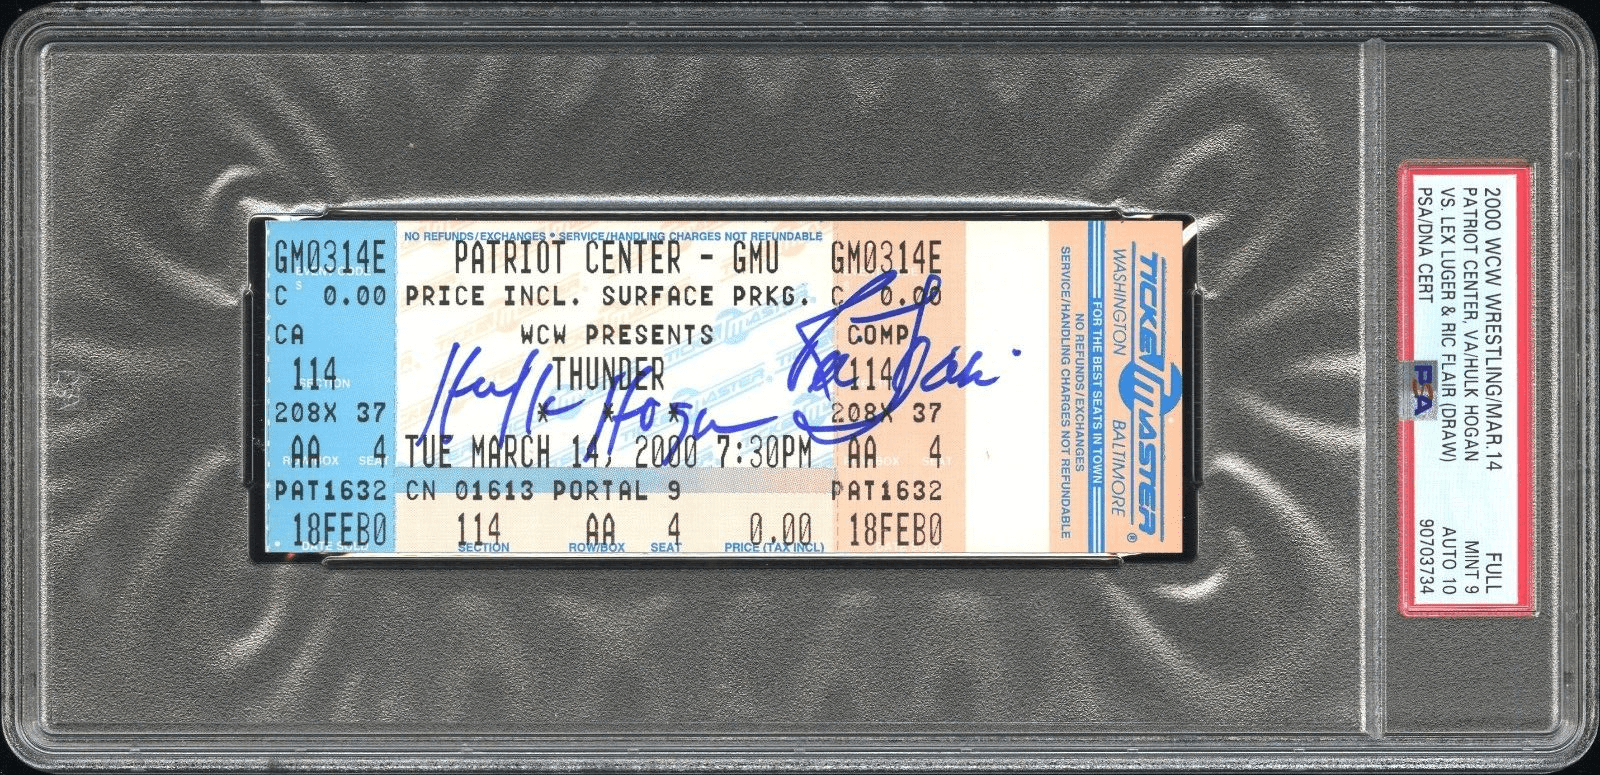 GM0314E
EVENT CODE
C 0.00
CA
114
SECTION
208X 37
AA 4
ROW/BOX SEAT
PAT1632
18FEB0
DATE SOLD
NO REFUNDS/EXCHANGES • SERVICE/HANDLING CHARGES NOT REFUNDABLE
PATRIOT CENTER - GMU
PRICE INCL. SURFACE PRKG.
WCW PRESENTS
THUNDER
* * *
Hulk Hogan
TUE MARCH 14, 2000 7:30PM
CN 01613 PORTAL 9
114 AA 4 0.00
SECTION ROW/BOX SEAT PRICE (TAX INCL)
GM0314E
C 0.00
COMP
114
Ric Flair
208X 37
AA 4
PAT1632
18FEB0
SERVICE/HANDLING CHARGES NOT REFUNDABLE
NO REFUNDS/EXCHANGES
FOR THE BEST SEATS IN TOWN
WASHINGTON BALTIMORE
TICKETMASTER®
2000 WCW WRESTLING/MAR.14 FULL
PATRIOT CENTER, VA/HULK HOGAN MINT 9
VS. LEX LUGER & RIC FLAIR (DRAW) AUTO 10
PSA/DNA CERT 90703734
PSA